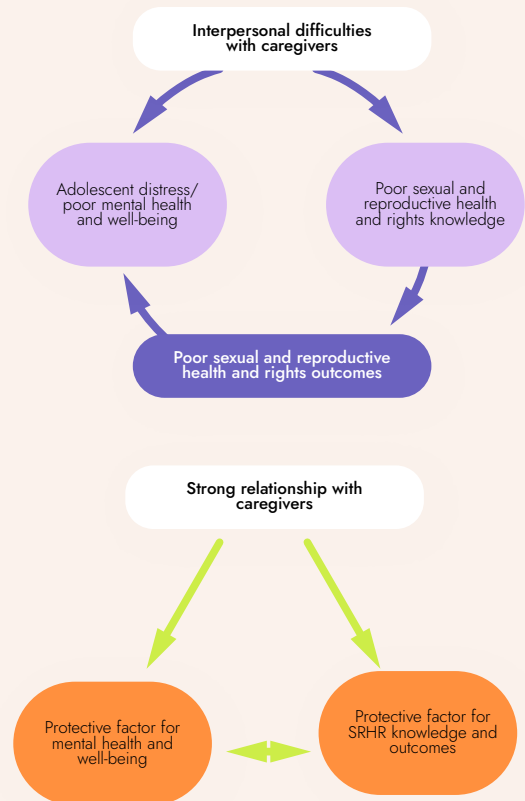 Interpersonal difficulties
with caregivers
Adolescent distress/
poor mental health
and well-being
Poor sexual and
reproductive health
and rights knowledge
Poor sexual and reproductive
health and rights outcomes
Strong relationship with
caregivers
Protective factor for
mental health and
well-being
Protective factor for
SRHR knowledge and
outcomes